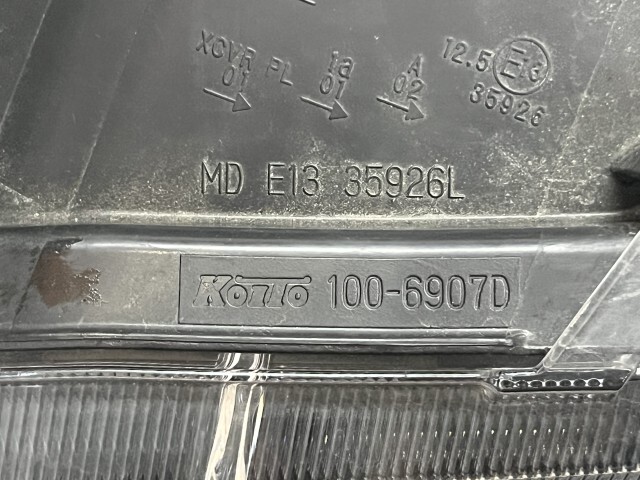 XCVR PL 1a A 12.5 E13
01 01 02 35926
MD E13 35926L
KOITO 100-6907D